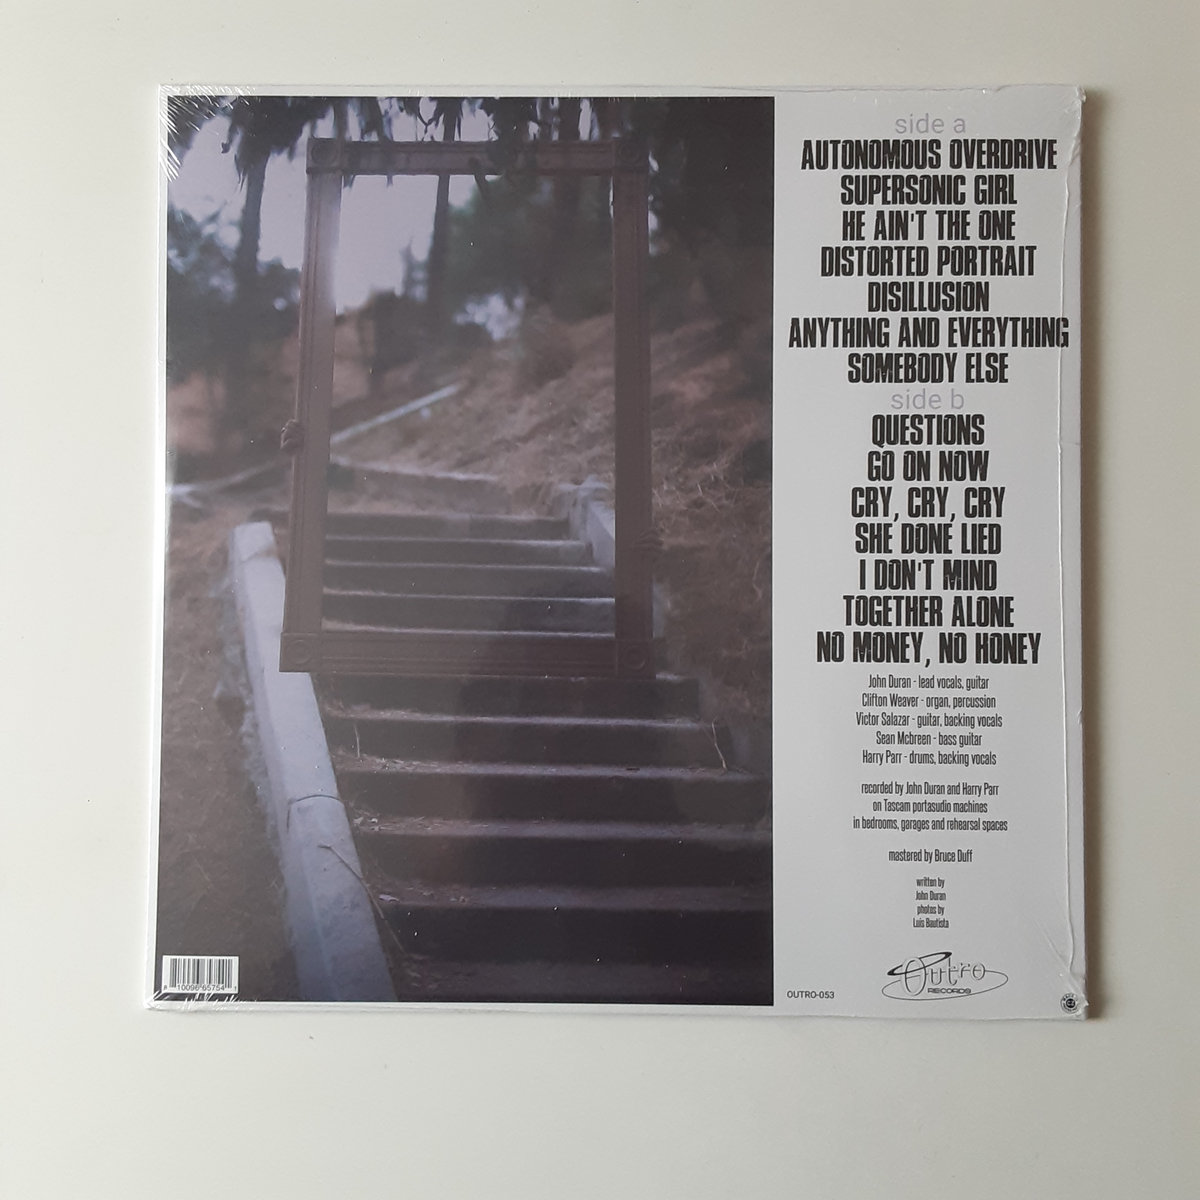 side a
AUTONOMOUS OVERDRIVE
SUPERSONIC GIRL
HE AIN'T THE ONE
DISTORTED PORTRAIT
DISILLUSION
ANYTHING AND EVERYTHING
SOMEBODY ELSE
side b
QUESTIONS
GO ON NOW
CRY, CRY, CRY
SHE DONE LIED
I DON'T MIND
TOGETHER ALONE
NO MONEY, NO HONEY
John Duran - lead vocals, guitar
Clifton Weaver - organ, percussion
Victor Salazar - guitar, backing vocals
Sean Mcbreen - bass guitar
Harry Parr - drums, backing vocals
recorded by John Duran and Harry Parr
on Tascam portasudio machines
in bedrooms, garages and rehearsal spaces
mastered by Bruce Duff
written by
John Duran
photos by
Luis Bautista
Outro
RECORDS
OUTRO-053
8 10096 65754